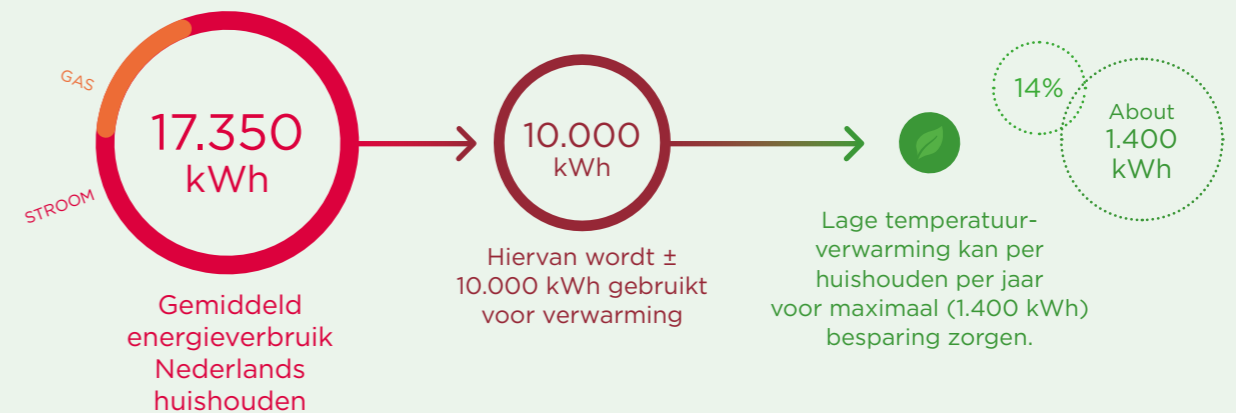 GAS
STROOM
17.350
kWh
Gemiddeld
energieverbruik
Nederlands
huishouden
10.000
kWh
Hiervan wordt ±
10.000 kWh gebruikt
voor verwarming
14%
About
1.400
kWh
Lage temperatuur-
verwarming kan per
huishouden per jaar
voor maximaal (1.400 kWh)
besparing zorgen.